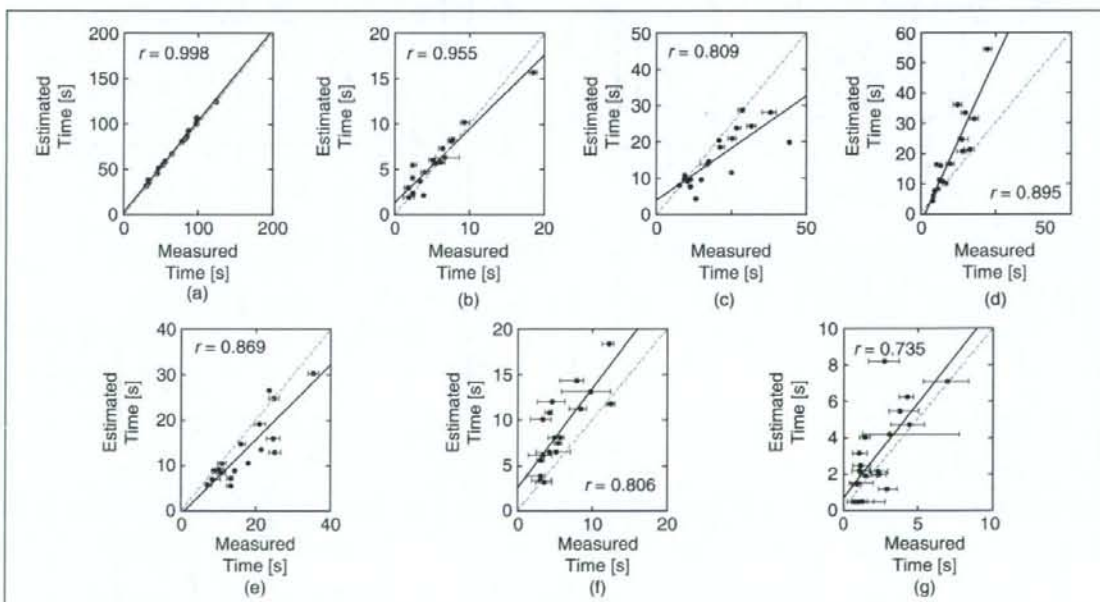 200
150
100
50
0
Estimated
Time [s]
r = 0.998
0 100 200
Measured
Time [s]
(a)
20
10
0
Estimated
Time [s]
r = 0.955
0 10 20
Measured
Time [s]
(b)
50
40
30
20
10
0
Estimated
Time [s]
r = 0.809
0 50
Measured
Time [s]
(c)
60
50
40
30
20
10
0
Estimated
Time [s]
r = 0.895
0 50
Measured
Time [s]
(d)
40
30
20
10
0
Estimated
Time [s]
r = 0.869
0 20 40
Measured
Time [s]
(e)
20
15
10
5
0
Estimated
Time [s]
r = 0.806
0 10 20
Measured
Time [s]
(f)
10
8
6
4
2
0
Estimated
Time [s]
r = 0.735
0 5 10
Measured
Time [s]
(g)